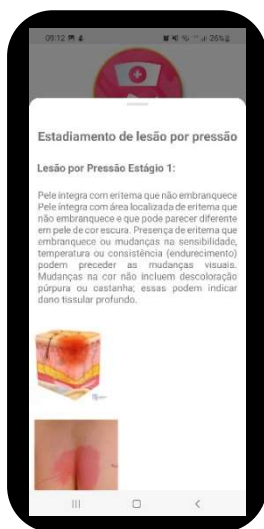 09:12
26%
Estadiamento de lesão por pressão
Lesão por Pressão Estágio 1:
Pele íntegra com eritema que não embranquece
Pele íntegra com área localizada de eritema que
não embranquece e que pode parecer diferente
em pele de cor escura. Presença de eritema que
embranquece ou mudanças na sensibilidade,
temperatura ou consistência (endurecimento)
podem preceder as mudanças visuais.
Mudanças na cor não incluem descoloração
púrpura ou castanha; essas podem indicar
dano tissular profundo.